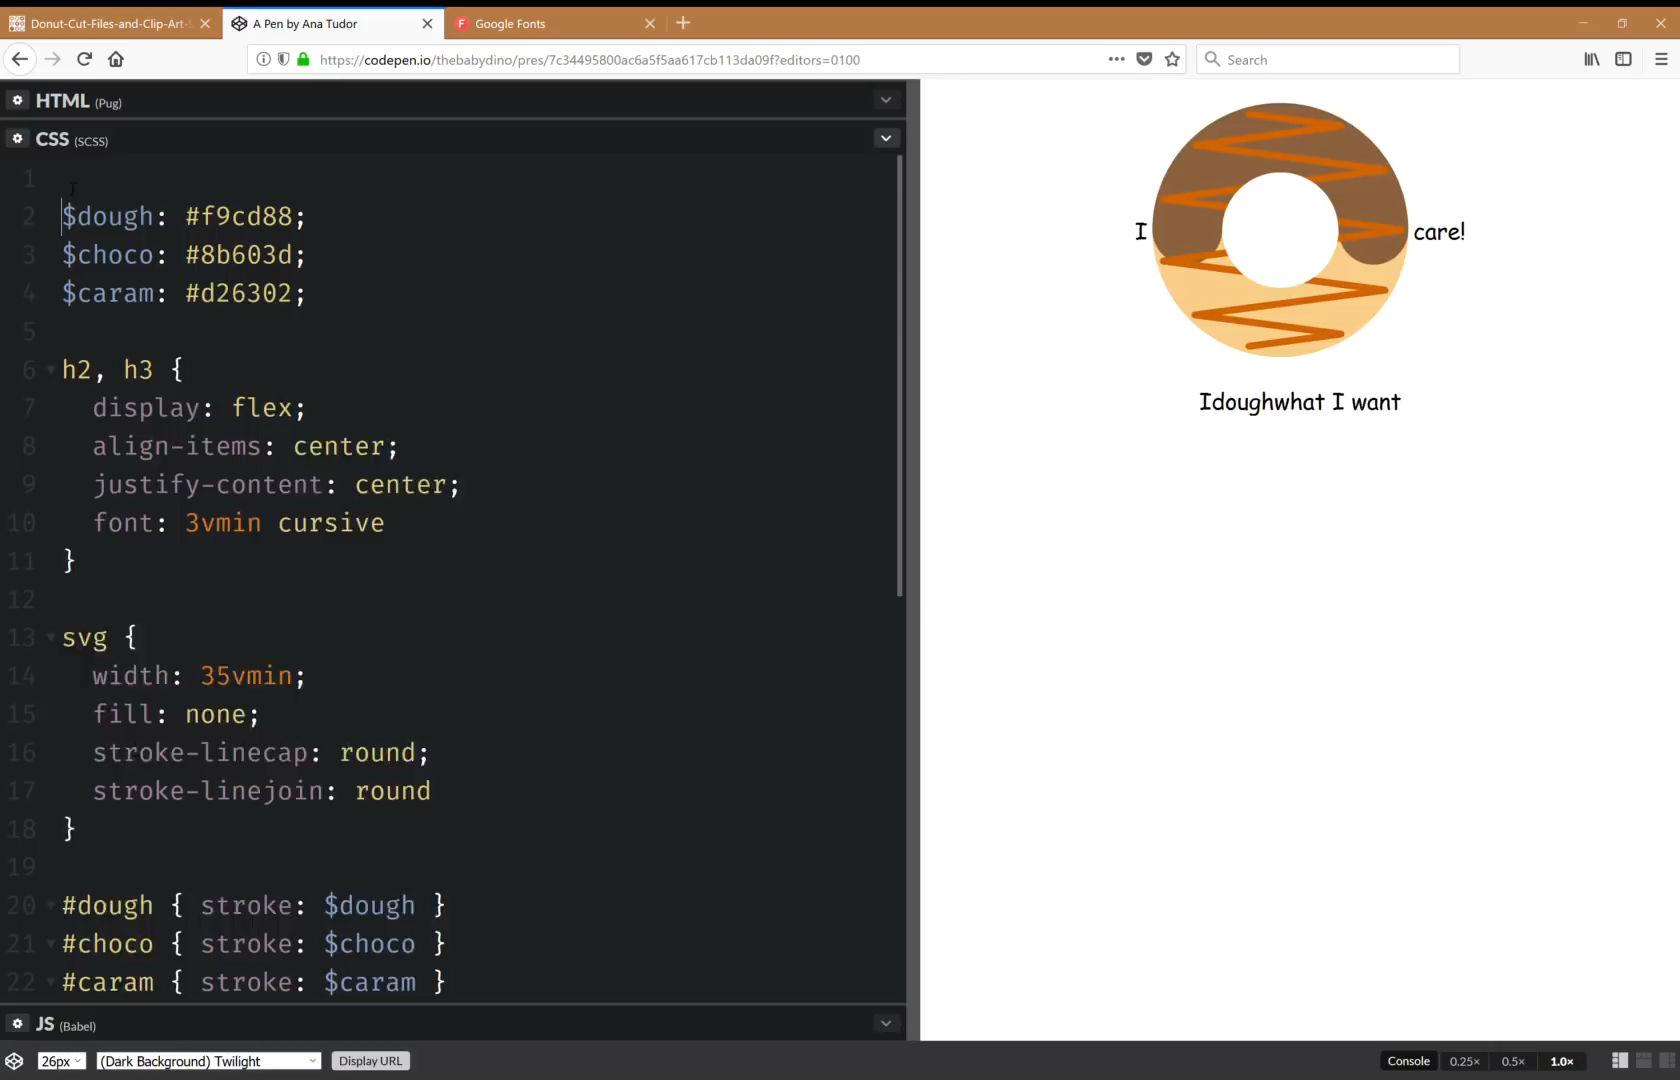 Donut-Cut-Files-and-Clip-Art-
A Pen by Ana Tudor
Google Fonts
https://codepen.io/thebabydino/pres/7c34495800ac6a5f5aa617cb113da09f?editors=0100
Search
HTML (Pug)
CSS (SCSS)
1
2 $dough: #f9cd88;
3 $choco: #8b603d;
4 $caram: #d26302;
5
6 h2, h3 {
7 display: flex;
8 align-items: center;
9 justify-content: center;
10 font: 3vmin cursive
11 }
12
13 svg {
14 width: 35vmin;
15 fill: none;
16 stroke-linecap: round;
17 stroke-linejoin: round
18 }
19
20 #dough { stroke: $dough }
21 #choco { stroke: $choco }
22 #caram { stroke: $caram }
JS (Babel)
26px (Dark Background) Twilight Display URL
I care!
Idoughwhat I want
Console 0.25× 0.5× 1.0×